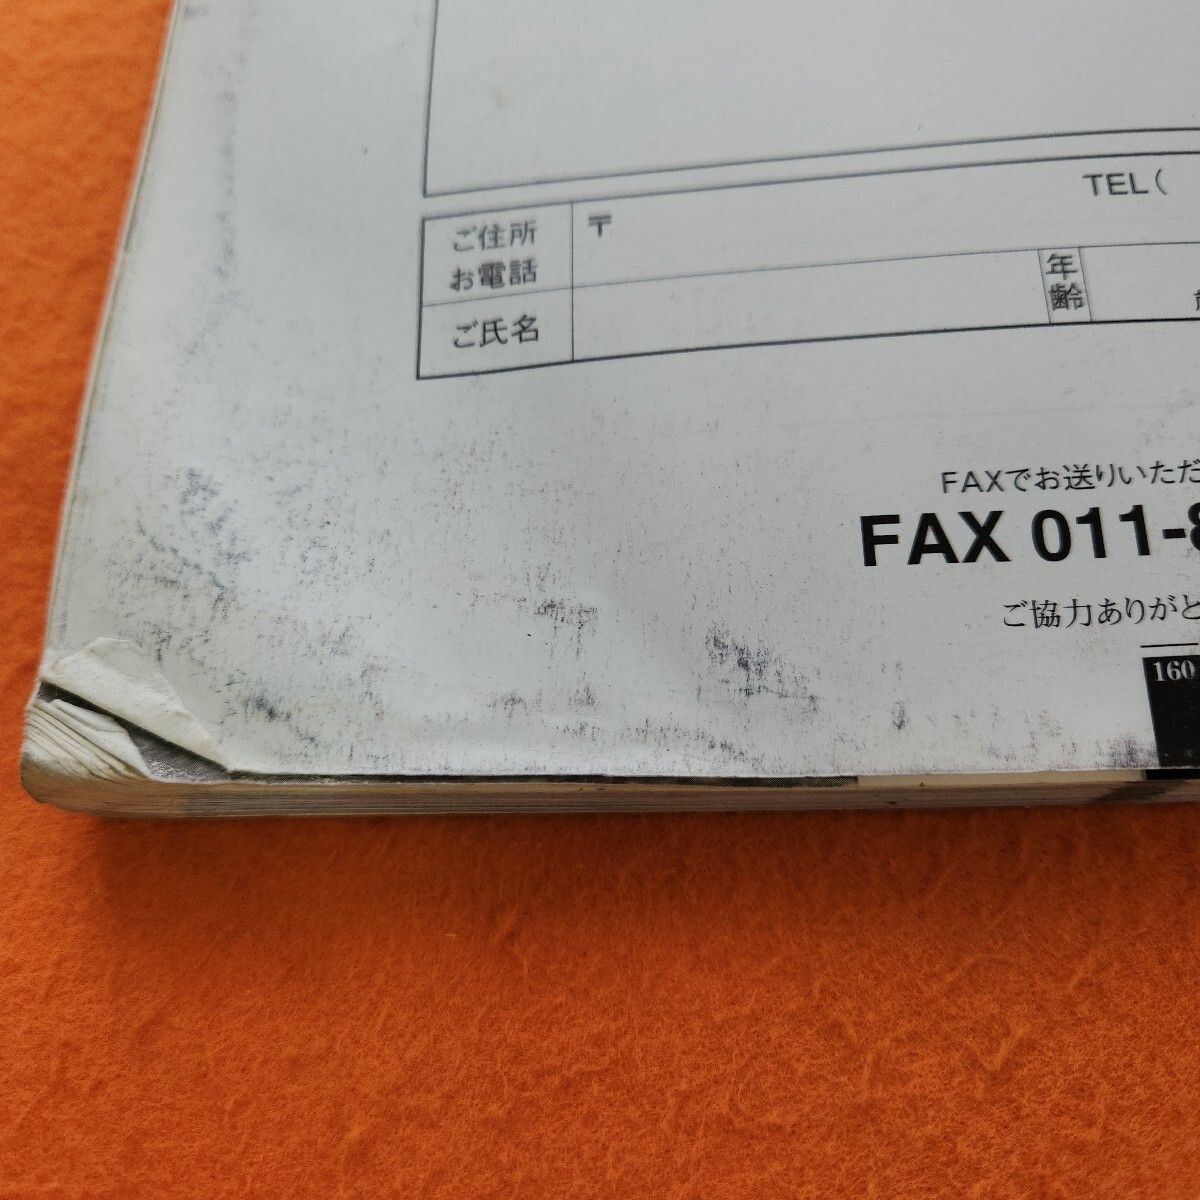 TEL(
ご住所
お電話
〒
年齢
ご氏名
FAXでお送りいただ
FAX 011-8
ご協力ありがと
160